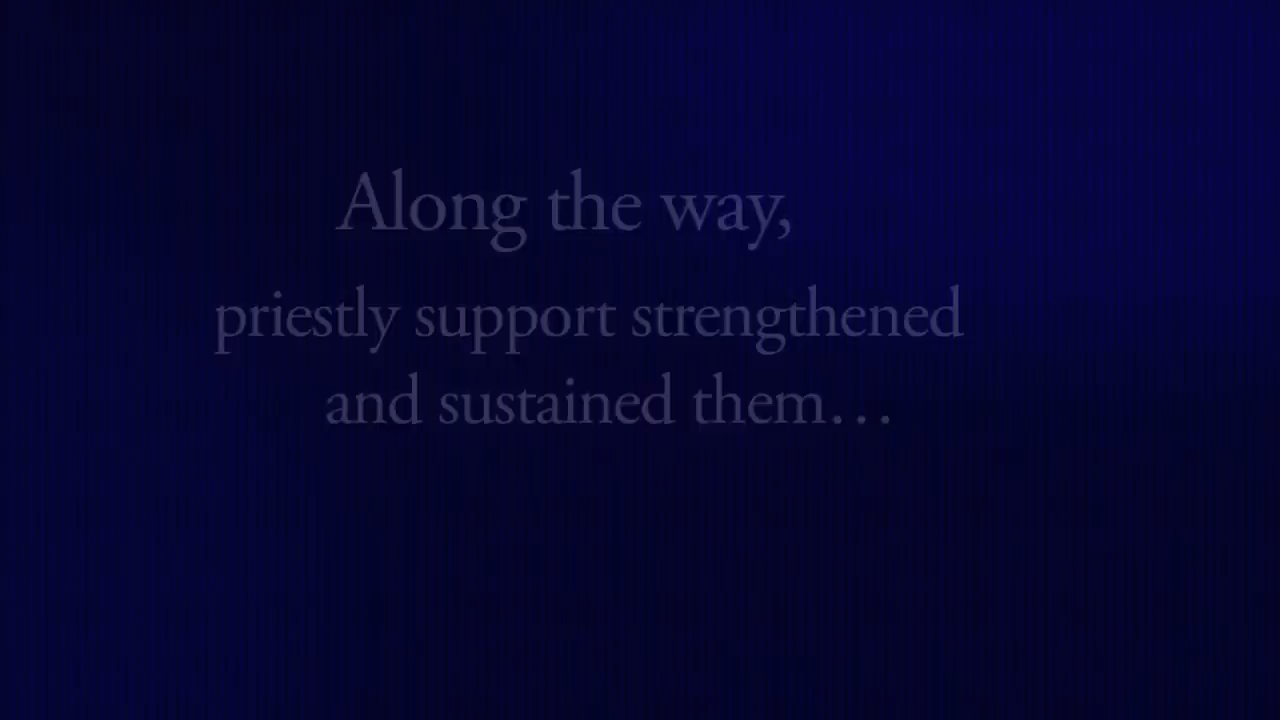 Along the way,
priestly support strengthened
and sustained them…